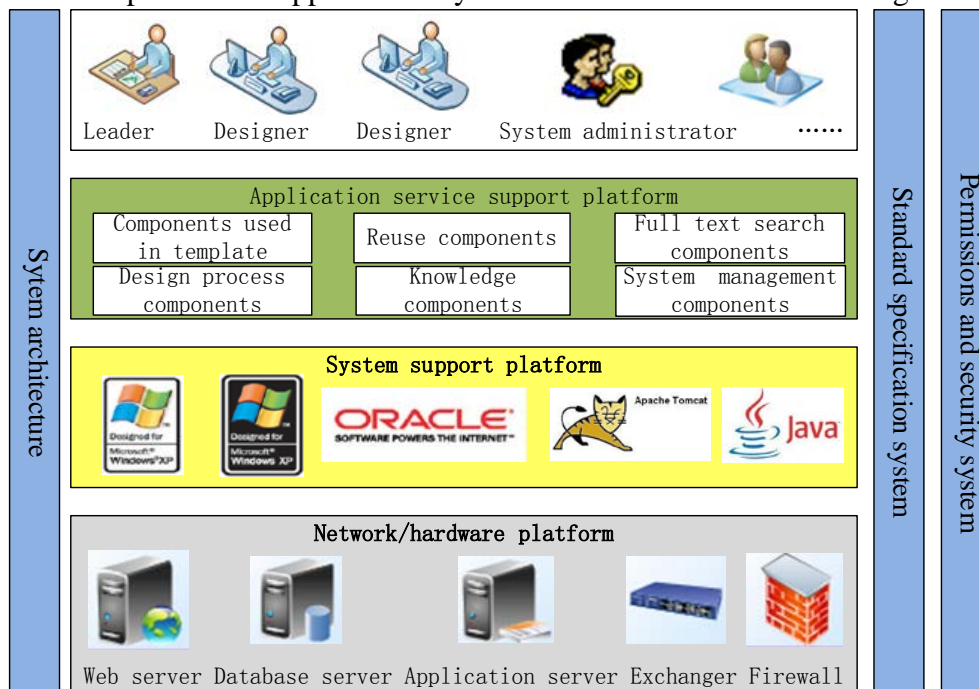 Leader Designer Designer System administrator ……
Application service support platform
Components used
in template
Reuse components
Full text search
components
Design process
components
Knowledge
components
System management
components
System support platform
Designed for
Microsoft®
Windows®XP
Designed for
Microsoft®
Windows XP
ORACLE®
SOFTWARE POWERS THE INTERNET™
Apache Tomcat
Java
Network/hardware platform
Web server Database server Application server Exchanger Firewall
Sytem architecture
Standard specification system
Permissions and security system